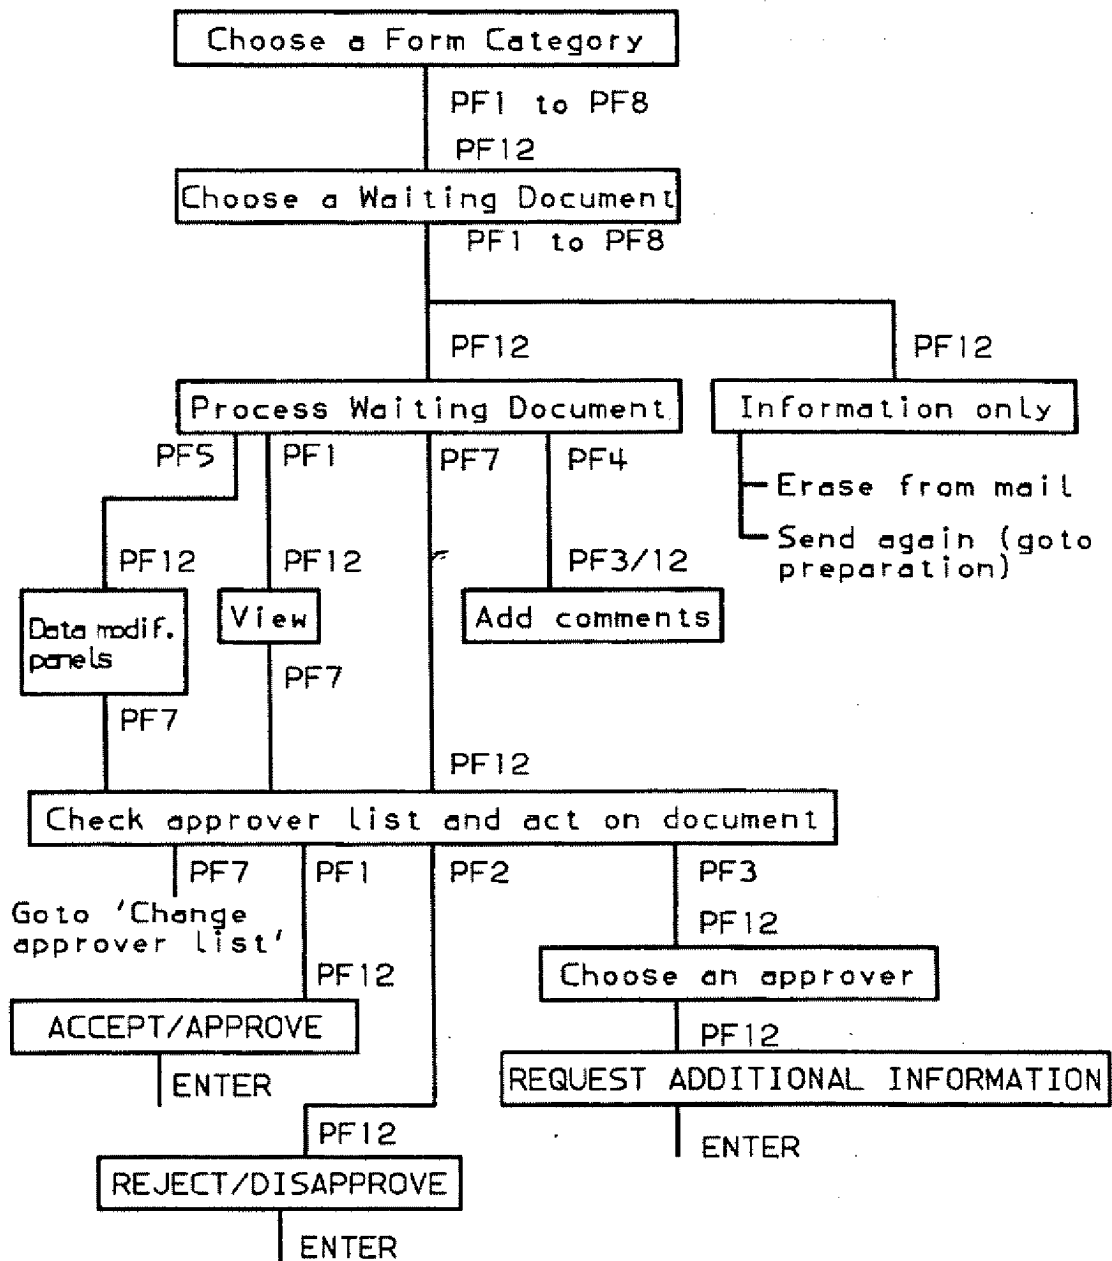 Choose a Form Category
PF1 to PF8
PF12
Choose a Waiting Document
PF1 to PF8
PF12
PF12
Process Waiting Document
Information only
PF5
PF1
PF7
PF4
Erase from mail
Send again (goto
preparation)
PF12
PF12
PF3/12
Data modif.
panels
View
Add comments
PF7
PF7
PF12
Check approver list and act on document
PF7
PF1
PF2
PF3
Goto 'Change
approver list'
PF12
PF12
Choose an approver
ACCEPT/APPROVE
PF12
ENTER
REQUEST ADDITIONAL INFORMATION
PF12
ENTER
REJECT/DISAPPROVE
ENTER